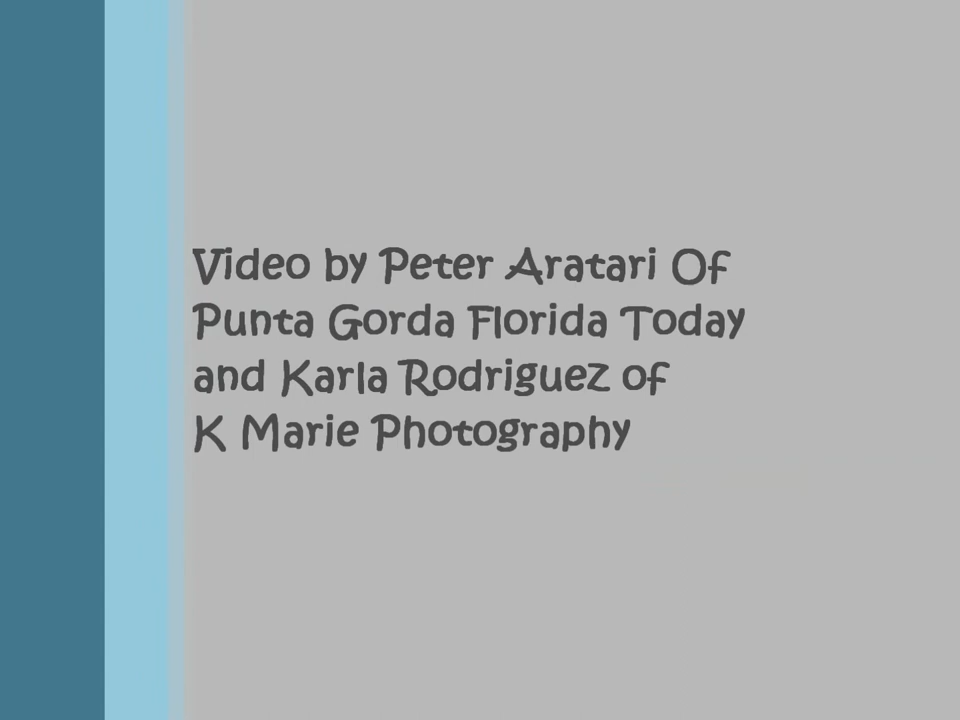 Video by Peter Aratari Of
Punta Gorda Florida Today
and Karla Rodriguez of
K Marie Photography